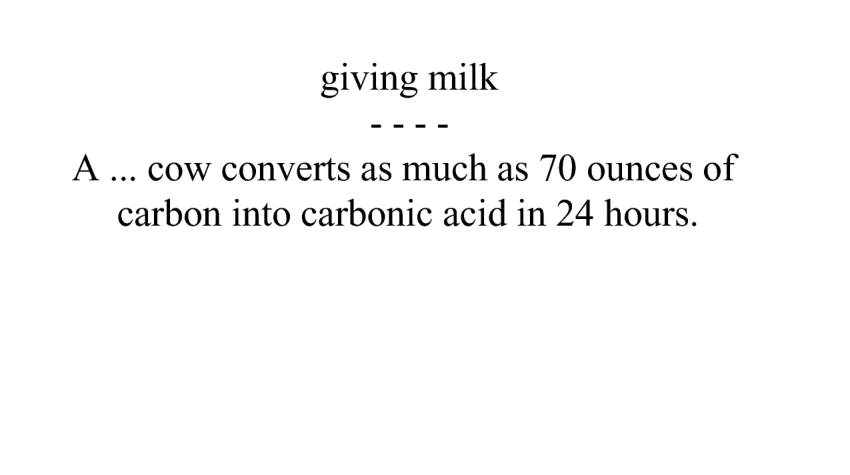 giving milk
- - - -
A ... cow converts as much as 70 ounces of
carbon into carbonic acid in 24 hours.